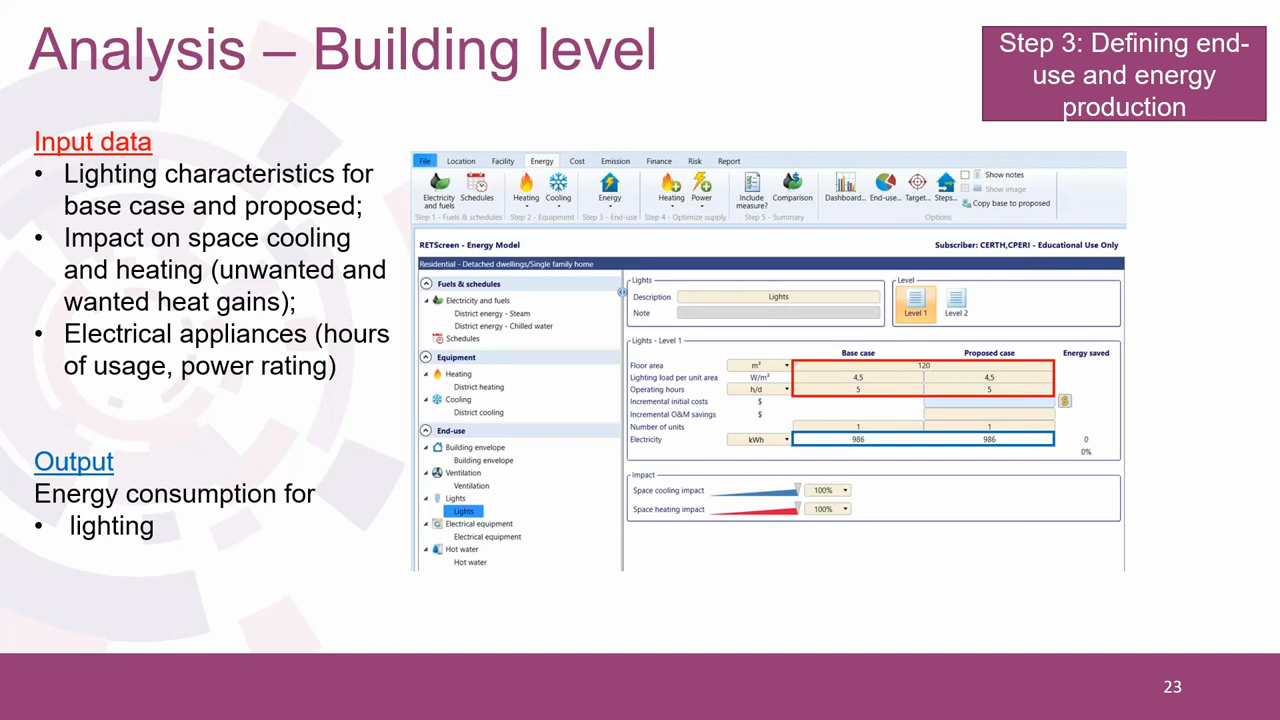 Analysis – Building level
Step 3: Defining end-
use and energy
production
Input data
• Lighting characteristics for
base case and proposed;
• Impact on space cooling
and heating (unwanted and
wanted heat gains);
• Electrical appliances (hours
of usage, power rating)
Output
Energy consumption for
• lighting
File Location Facility Energy Cost Emission Finance Risk Report
Electricity and fuels Schedules Heating Cooling Energy Heating Power Include measure? Comparison Dashboard... End-use... Target... Steps...
Show notes
Show image
Copy base to proposed
Step 1 - Fuels & schedules Step 2 - Equipment Step 3 - End-use Step 4 - Optimize supply Step 5 - Summary Options
RETScreen - Energy Model Subscriber: CERTH,CPERI - Educational Use Only
Residential - Detached dwellings/Single family home
Fuels & schedules
Electricity and fuels
District energy - Steam
District energy - Chilled water
Schedules
Equipment
Heating
District heating
Cooling
District cooling
End-use
Building envelope
Building envelope
Ventilation
Ventilation
Lights
Lights
Electrical equipment
Electrical equipment
Hot water
Hot water
Lights
Description Lights
Note
Level
Level 1 Level 2
Lights - Level 1
Base case Proposed case Energy saved
Floor area m² 120
Lighting load per unit area W/m² 4,5 4,5
Operating hours h/d 5 5
Incremental initial costs $ $
Incremental O&M savings $
Number of units 1 1
Electricity kWh 986 986 0
0%
Impact
Space cooling impact 100%
Space heating impact 100%
23